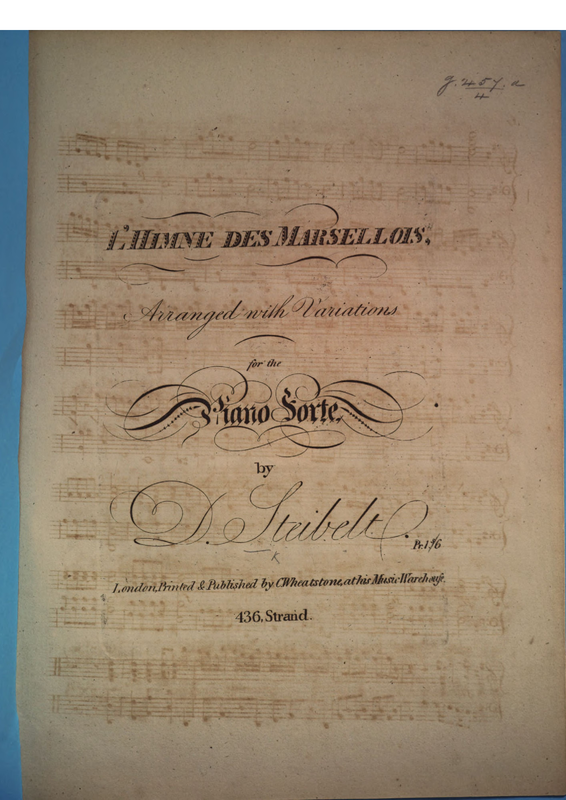 g. 457. a
4
L'HIMNE DES MARSELLOIS,
Arranged with Variations
for the
Piano Forte,
by
D. Steibelt.
Pr. 1s/6
London, Printed & Published by C Wheatstone, at his Music Warehouse,
436, Strand.